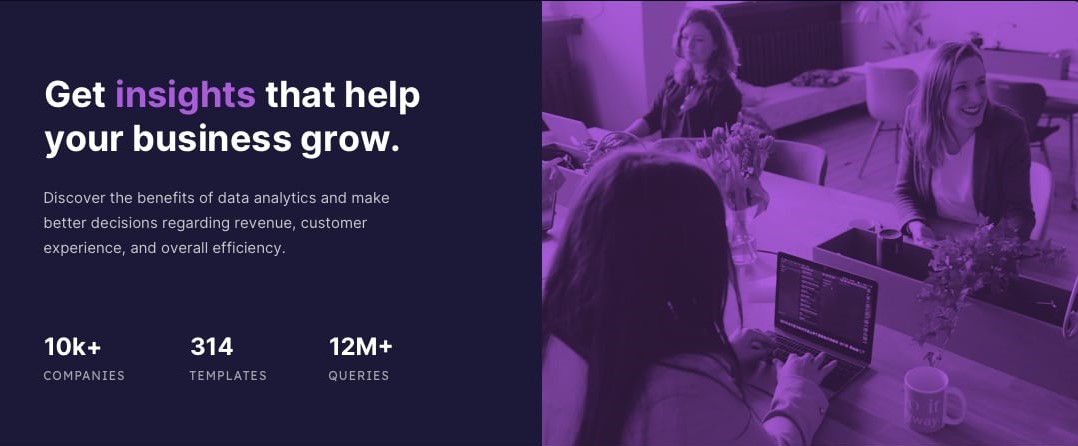 Get insights that help
your business grow.
Discover the benefits of data analytics and make
better decisions regarding revenue, customer
experience, and overall efficiency.
10k+ 314 12M+
COMPANIES TEMPLATES QUERIES